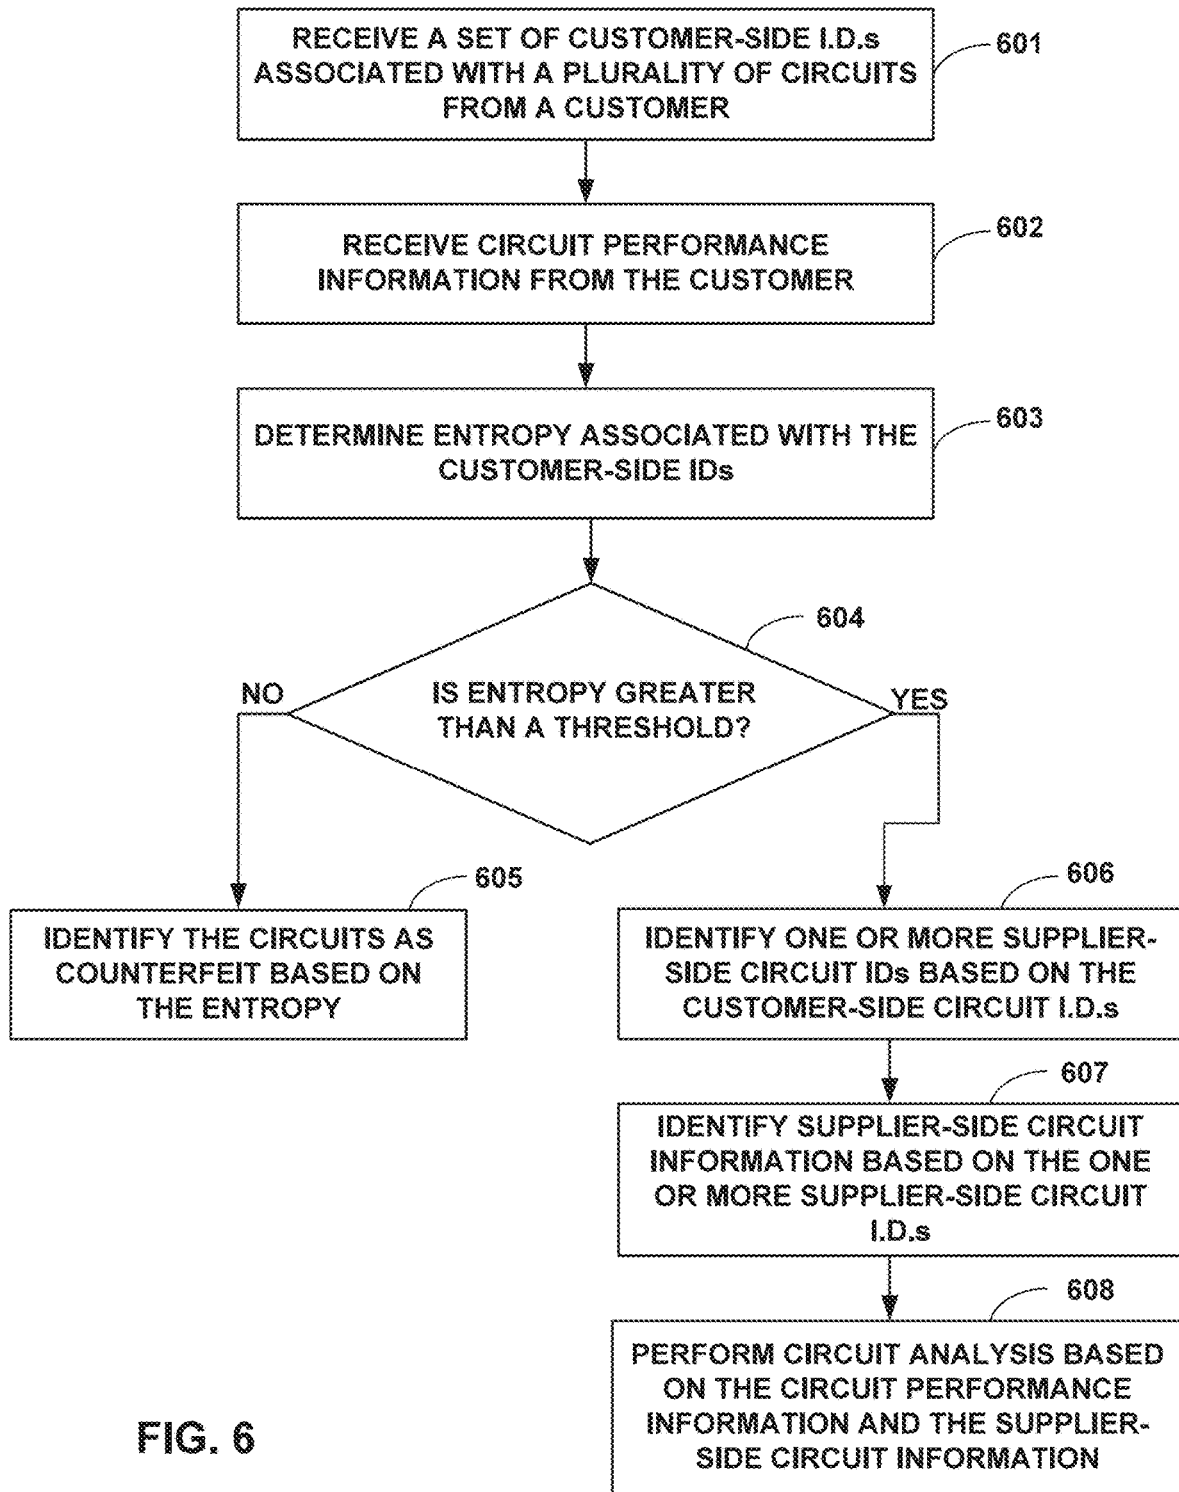 RECEIVE A SET OF CUSTOMER-SIDE I.D.s
ASSOCIATED WITH A PLURALITY OF CIRCUITS
FROM A CUSTOMER
601
RECEIVE CIRCUIT PERFORMANCE
INFORMATION FROM THE CUSTOMER
602
DETERMINE ENTROPY ASSOCIATED WITH THE
CUSTOMER-SIDE IDs
603
604
IS ENTROPY GREATER
THAN A THRESHOLD?
NO
YES
605
IDENTIFY THE CIRCUITS AS
COUNTERFEIT BASED ON
THE ENTROPY
606
IDENTIFY ONE OR MORE SUPPLIER-
SIDE CIRCUIT IDs BASED ON THE
CUSTOMER-SIDE CIRCUIT I.D.s
607
IDENTIFY SUPPLIER-SIDE CIRCUIT
INFORMATION BASED ON THE ONE
OR MORE SUPPLIER-SIDE CIRCUIT
I.D.s
608
PERFORM CIRCUIT ANALYSIS BASED
ON THE CIRCUIT PERFORMANCE
INFORMATION AND THE SUPPLIER-
SIDE CIRCUIT INFORMATION
FIG. 6